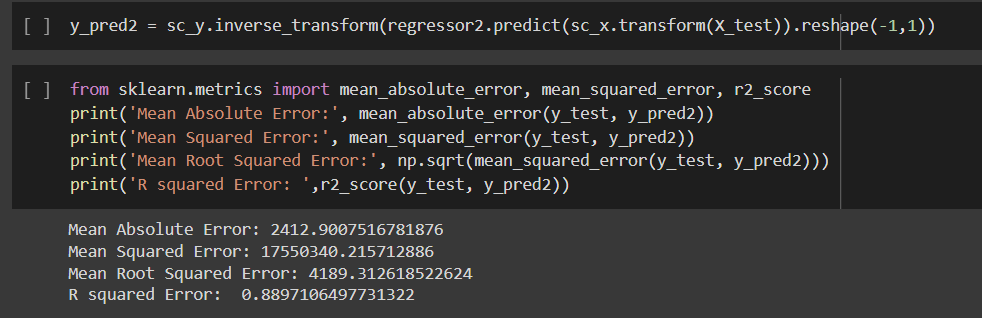 [ ] y_pred2 = sc_y.inverse_transform(regressor2.predict(sc_x.transform(X_test)).reshape(-1,1))
[ ] from sklearn.metrics import mean_absolute_error, mean_squared_error, r2_score
print('Mean Absolute Error:', mean_absolute_error(y_test, y_pred2))
print('Mean Squared Error:', mean_squared_error(y_test, y_pred2))
print('Mean Root Squared Error:', np.sqrt(mean_squared_error(y_test, y_pred2)))
print('R squared Error: ',r2_score(y_test, y_pred2))
Mean Absolute Error: 2412.9007516781876
Mean Squared Error: 17550340.215712886
Mean Root Squared Error: 4189.312618522624
R squared Error:  0.8897106497731322